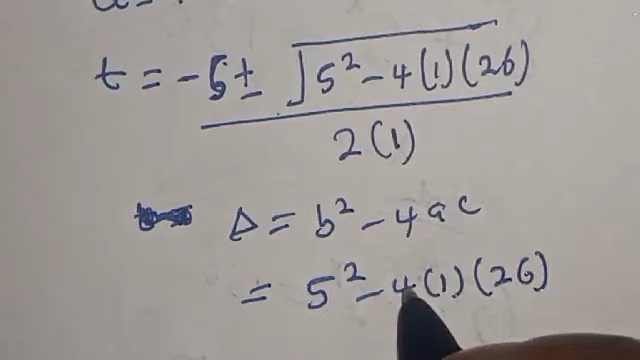 t = -5 ± √5² - 4(1)(26)
2(1)
Δ = b² - 4ac
= 5² - 4(1)(26)